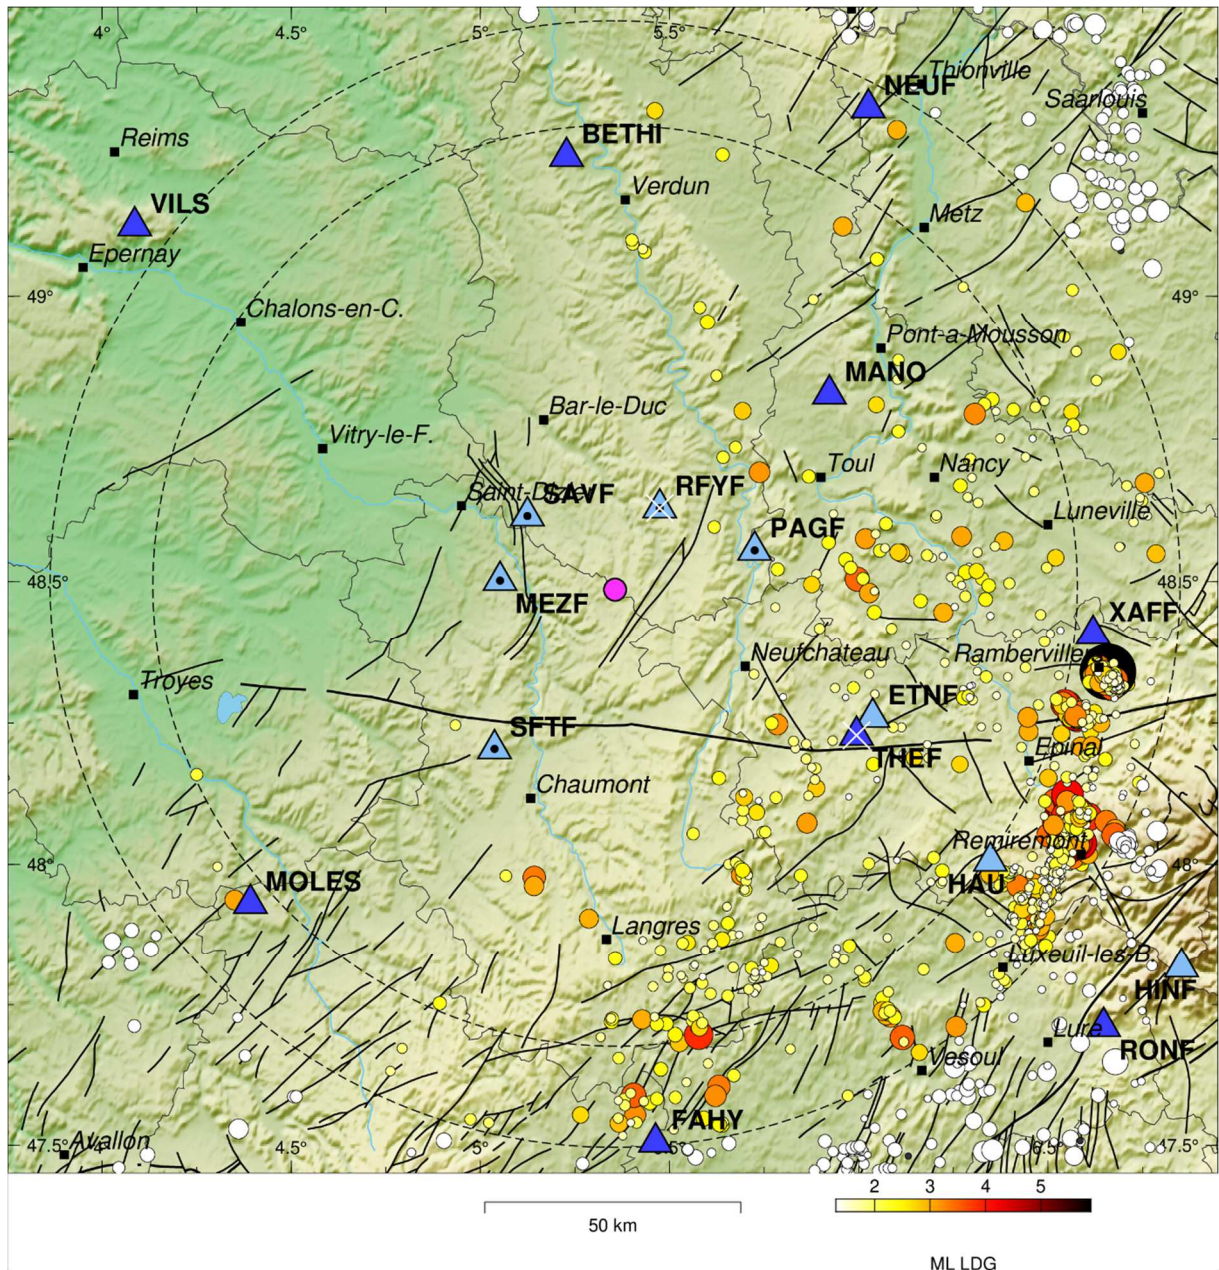 4°
4.5°
5°
5.5°
Thionville
NEUF
Saarlouis
BETHI
Reims
Verdun
VILS
Metz
Epernay
49°
49°
Chalons-en-C.
Pont-a-Mousson
MANO
Bar-le-Duc
Vitry-le-F.
Toul
Nancy
RFYF
SAVF
Luneville
PAGF
48.5°
48.5°
MEZF
XAFF
Neufchateau
Troyes
ETNF
SFTF
Epinal
THEF
Chaumont
Remiremont
48°
48°
HAU
MOLES
Langres
Luxeuil-les-B.
HINF
Lure
RONF
Vesoul
FAHY
47.5°
Avallon
4.5°
5°
6.5°
47.5°
50 km
2
3
4
5
ML LDG